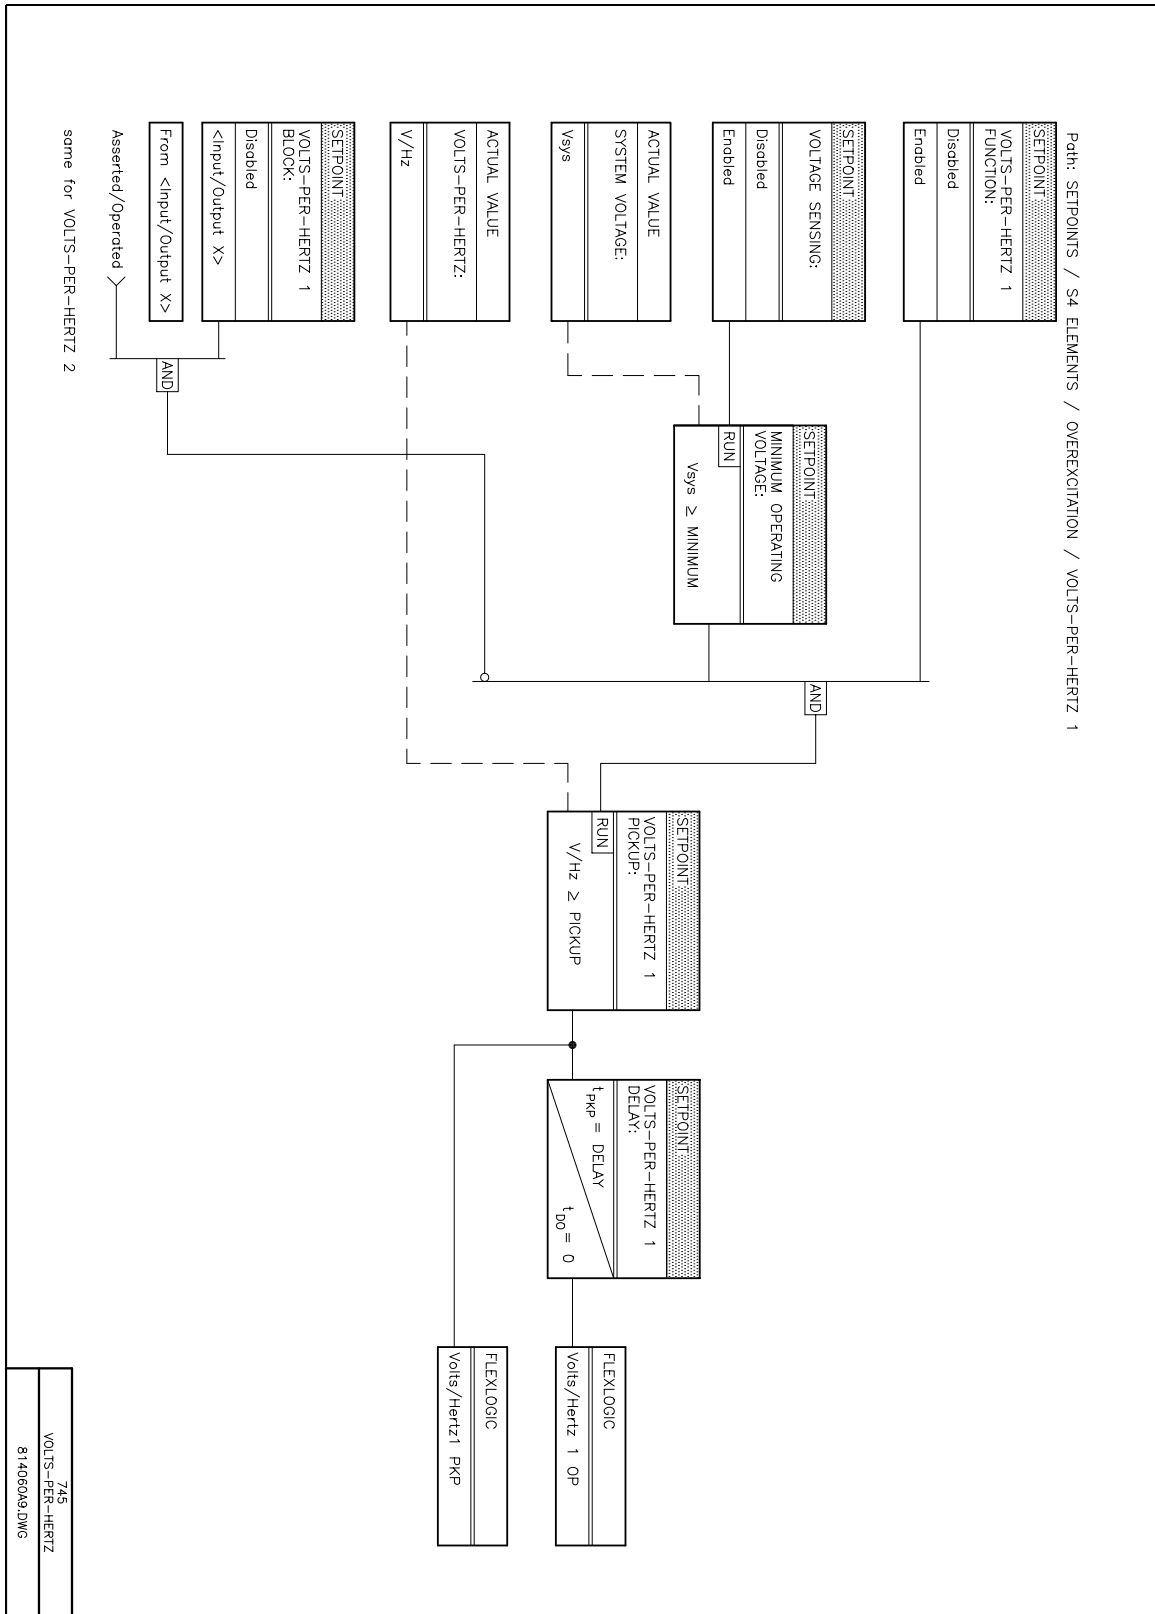 Path: SETPOINTS / S4 ELEMENTS / OVEREXCITATION / VOLTS-PER-HERTZ 1
SETPOINT
VOLTS-PER-HERTZ 1
FUNCTION:
Disabled
Enabled
SETPOINT
VOLTAGE SENSING:
Disabled
Enabled
ACTUAL VALUE
SYSTEM VOLTAGE:
Vsys
ACTUAL VALUE
VOLTS-PER-HERTZ:
V/Hz
SETPOINT
VOLTS-PER-HERTZ 1
BLOCK:
Disabled
<Input/Output X>
From <Input/Output X>
Asserted/Operated
same for VOLTS-PER-HERTZ 2
AND
SETPOINT
MINIMUM OPERATING
VOLTAGE:
RUN
Vsys ≥ MINIMUM
AND
SETPOINT
VOLTS-PER-HERTZ 1
PICKUP:
RUN
V/Hz ≥ PICKUP
SETPOINT
VOLTS-PER-HERTZ 1
DELAY:
tPKP = DELAY
tDO = 0
FLEXLOGIC
Volts/Hertz 1 OP
FLEXLOGIC
Volts/Hertz1 PKP
745
VOLTS-PER-HERTZ
814060A9.DWG